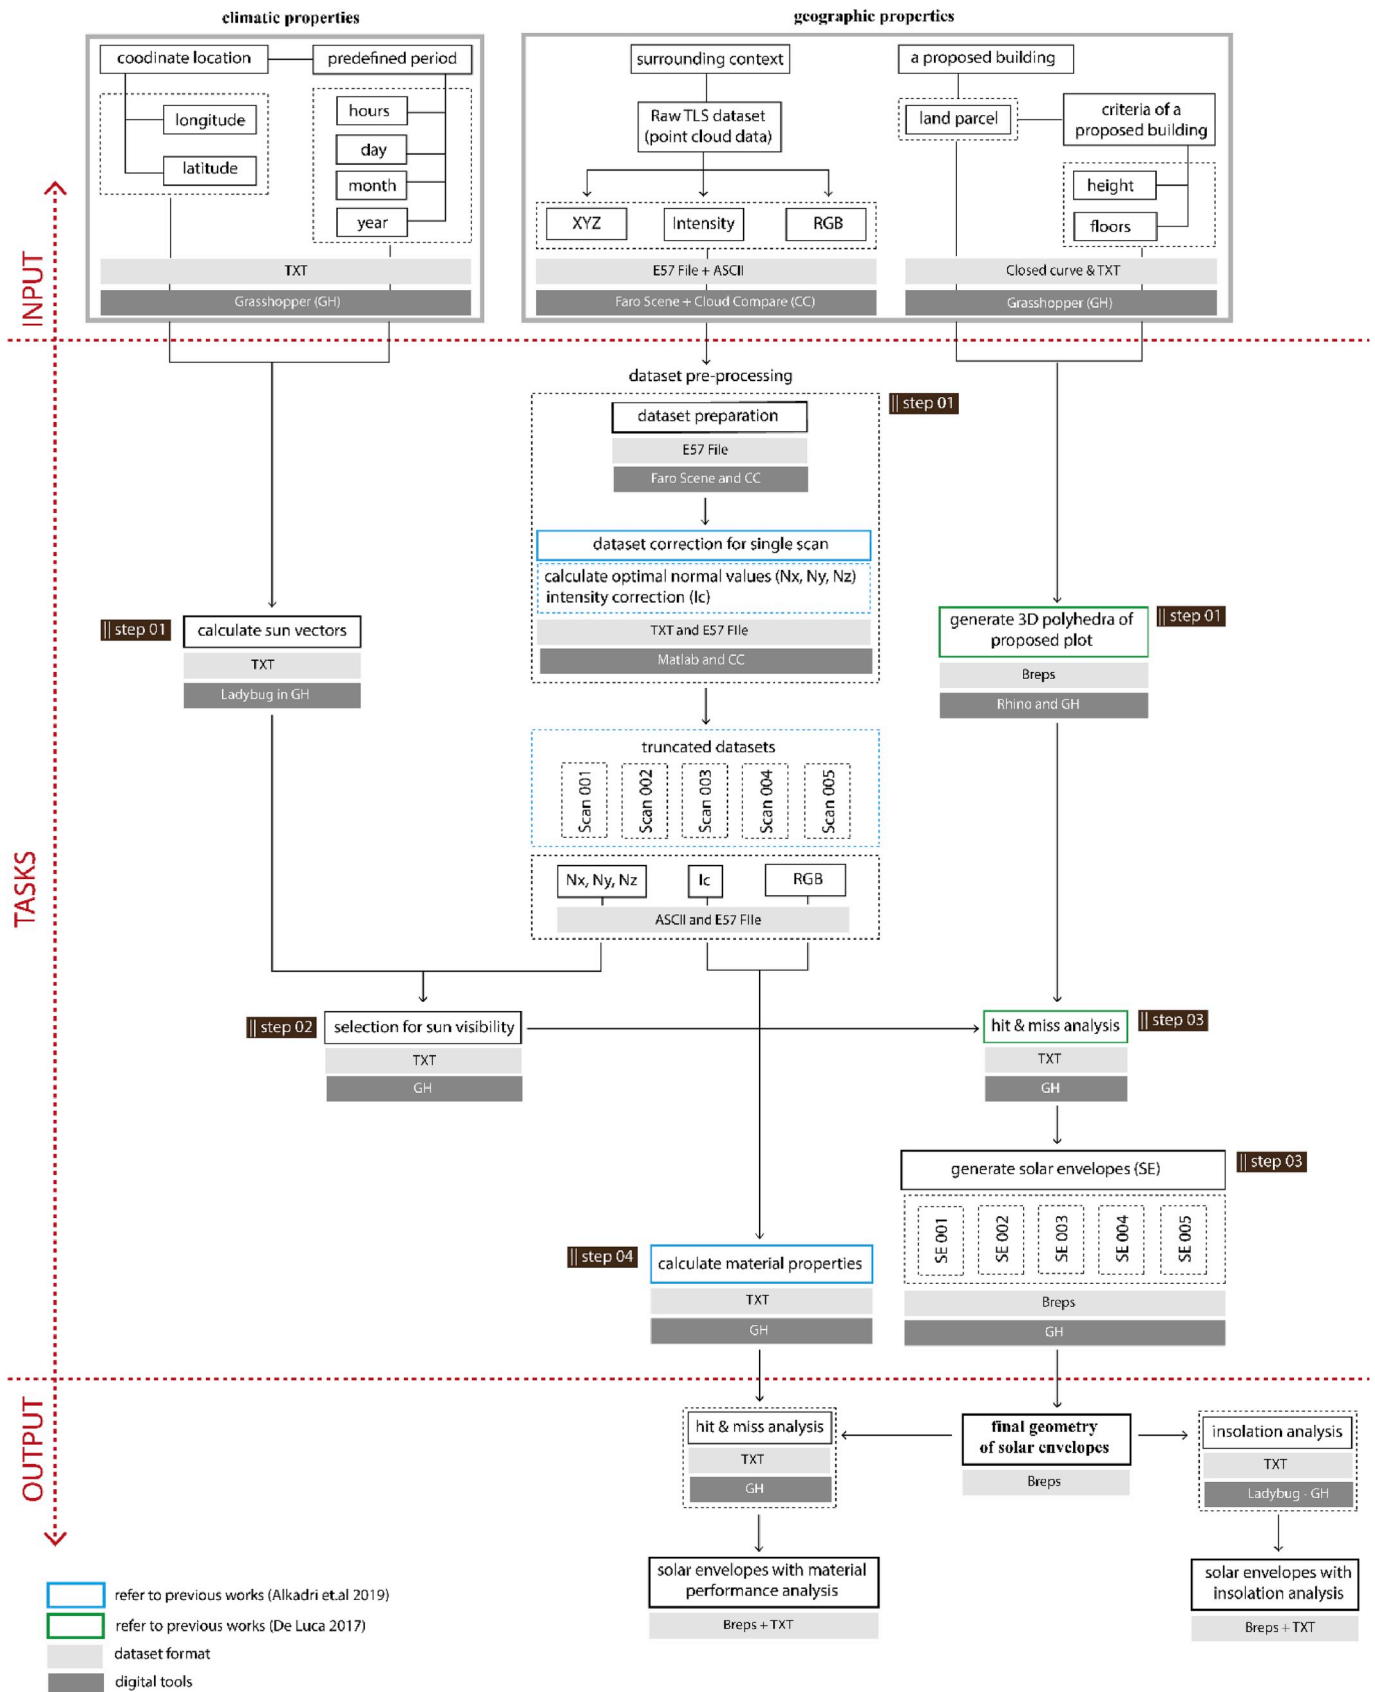 climatic properties
geographic properties
coodinate location
predefined period
longitude
latitude
hours
day
month
year
TXT
Grasshopper (GH)
surrounding context
Raw TLS dataset
(point cloud data)
XYZ
Intensity
RGB
E57 File + ASCII
Faro Scene + Cloud Compare (CC)
a proposed building
land parcel
criteria of a
proposed building
height
floors
Closed curve & TXT
Grasshopper (GH)
INPUT
dataset pre-processing
|| step 01
dataset preparation
E57 File
Faro Scene and CC
dataset correction for single scan
calculate optimal normal values (Nx, Ny, Nz)
intensity correction (Ic)
TXT and E57 FIle
Matlab and CC
|| step 01
calculate sun vectors
TXT
Ladybug in GH
generate 3D polyhedra of
proposed plot
|| step 01
Breps
Rhino and GH
truncated datasets
Scan 001
Scan 002
Scan 003
Scan 004
Scan 005
Nx, Ny, Nz
Ic
RGB
ASCII and E57 FIle
TASKS
|| step 02
selection for sun visibility
TXT
GH
hit & miss analysis
|| step 03
TXT
GH
generate solar envelopes (SE)
|| step 03
SE 001
SE 002
SE 003
SE 004
SE 005
Breps
GH
|| step 04
calculate material properties
TXT
GH
OUTPUT
hit & miss analysis
TXT
GH
final geometry
of solar envelopes
Breps
insolation analysis
TXT
Ladybug - GH
solar envelopes with material
performance analysis
Breps + TXT
solar envelopes with
insolation analysis
Breps + TXT
refer to previous works (Alkadri et.al 2019)
refer to previous works (De Luca 2017)
dataset format
digital tools